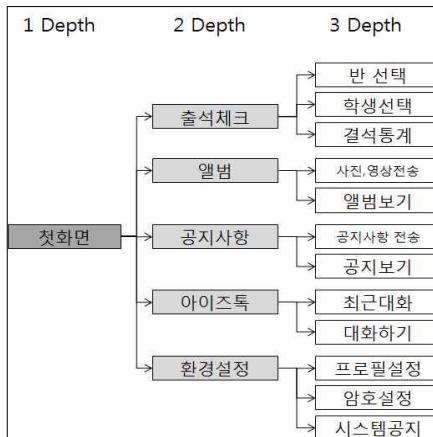 1 Depth 2 Depth 3 Depth
첫화면
출석체크
반 선택
학생선택
결석통계
앨범
사진,영상전송
앨범보기
공지사항
공지사항 전송
공지보기
아이즈톡
최근대화
대화하기
환경설정
프로필설정
암호설정
시스템공지